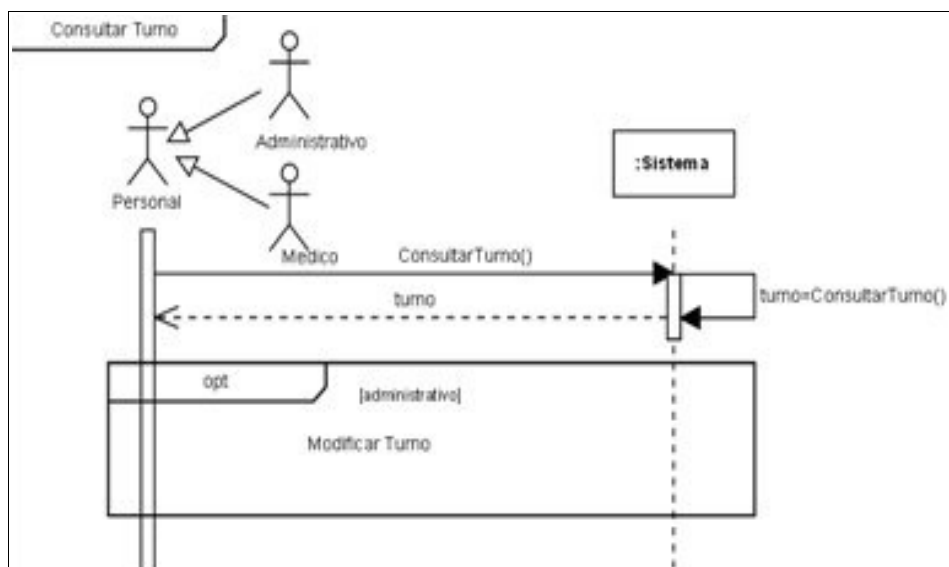 Consultar Turno
Administrativo
Personal
:Sistema
Medico
ConsultarTurno()
turno
turno=ConsultarTurno()
opt
[administrativo]
Modificar Turno